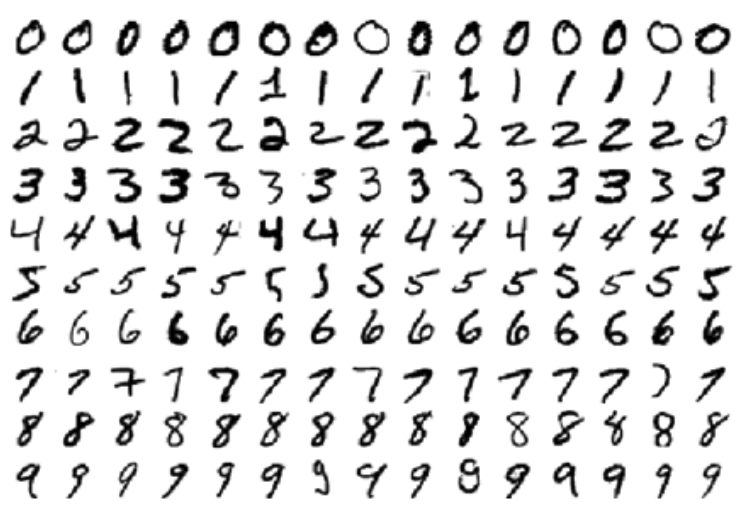 0 0 0 0 0 0 0 0 0 0 0 0 0 0 0
1 1 1 1 1 1 1 1 1 1 1 1 1 1 1
2 2 2 2 2 2 2 2 2 2 2 2 2 2 2
3 3 3 3 3 3 3 3 3 3 3 3 3 3 3
4 4 4 4 4 4 4 4 4 4 4 4 4 4 4
5 5 5 5 5 5 5 5 5 5 5 5 5 5 5
6 6 6 6 6 6 6 6 6 6 6 6 6 6 6
7 7 7 7 7 7 7 7 7 7 7 7 7 7 7
8 8 8 8 8 8 8 8 8 8 8 8 8 8 8
9 9 9 9 9 9 9 9 9 9 9 9 9 9 9